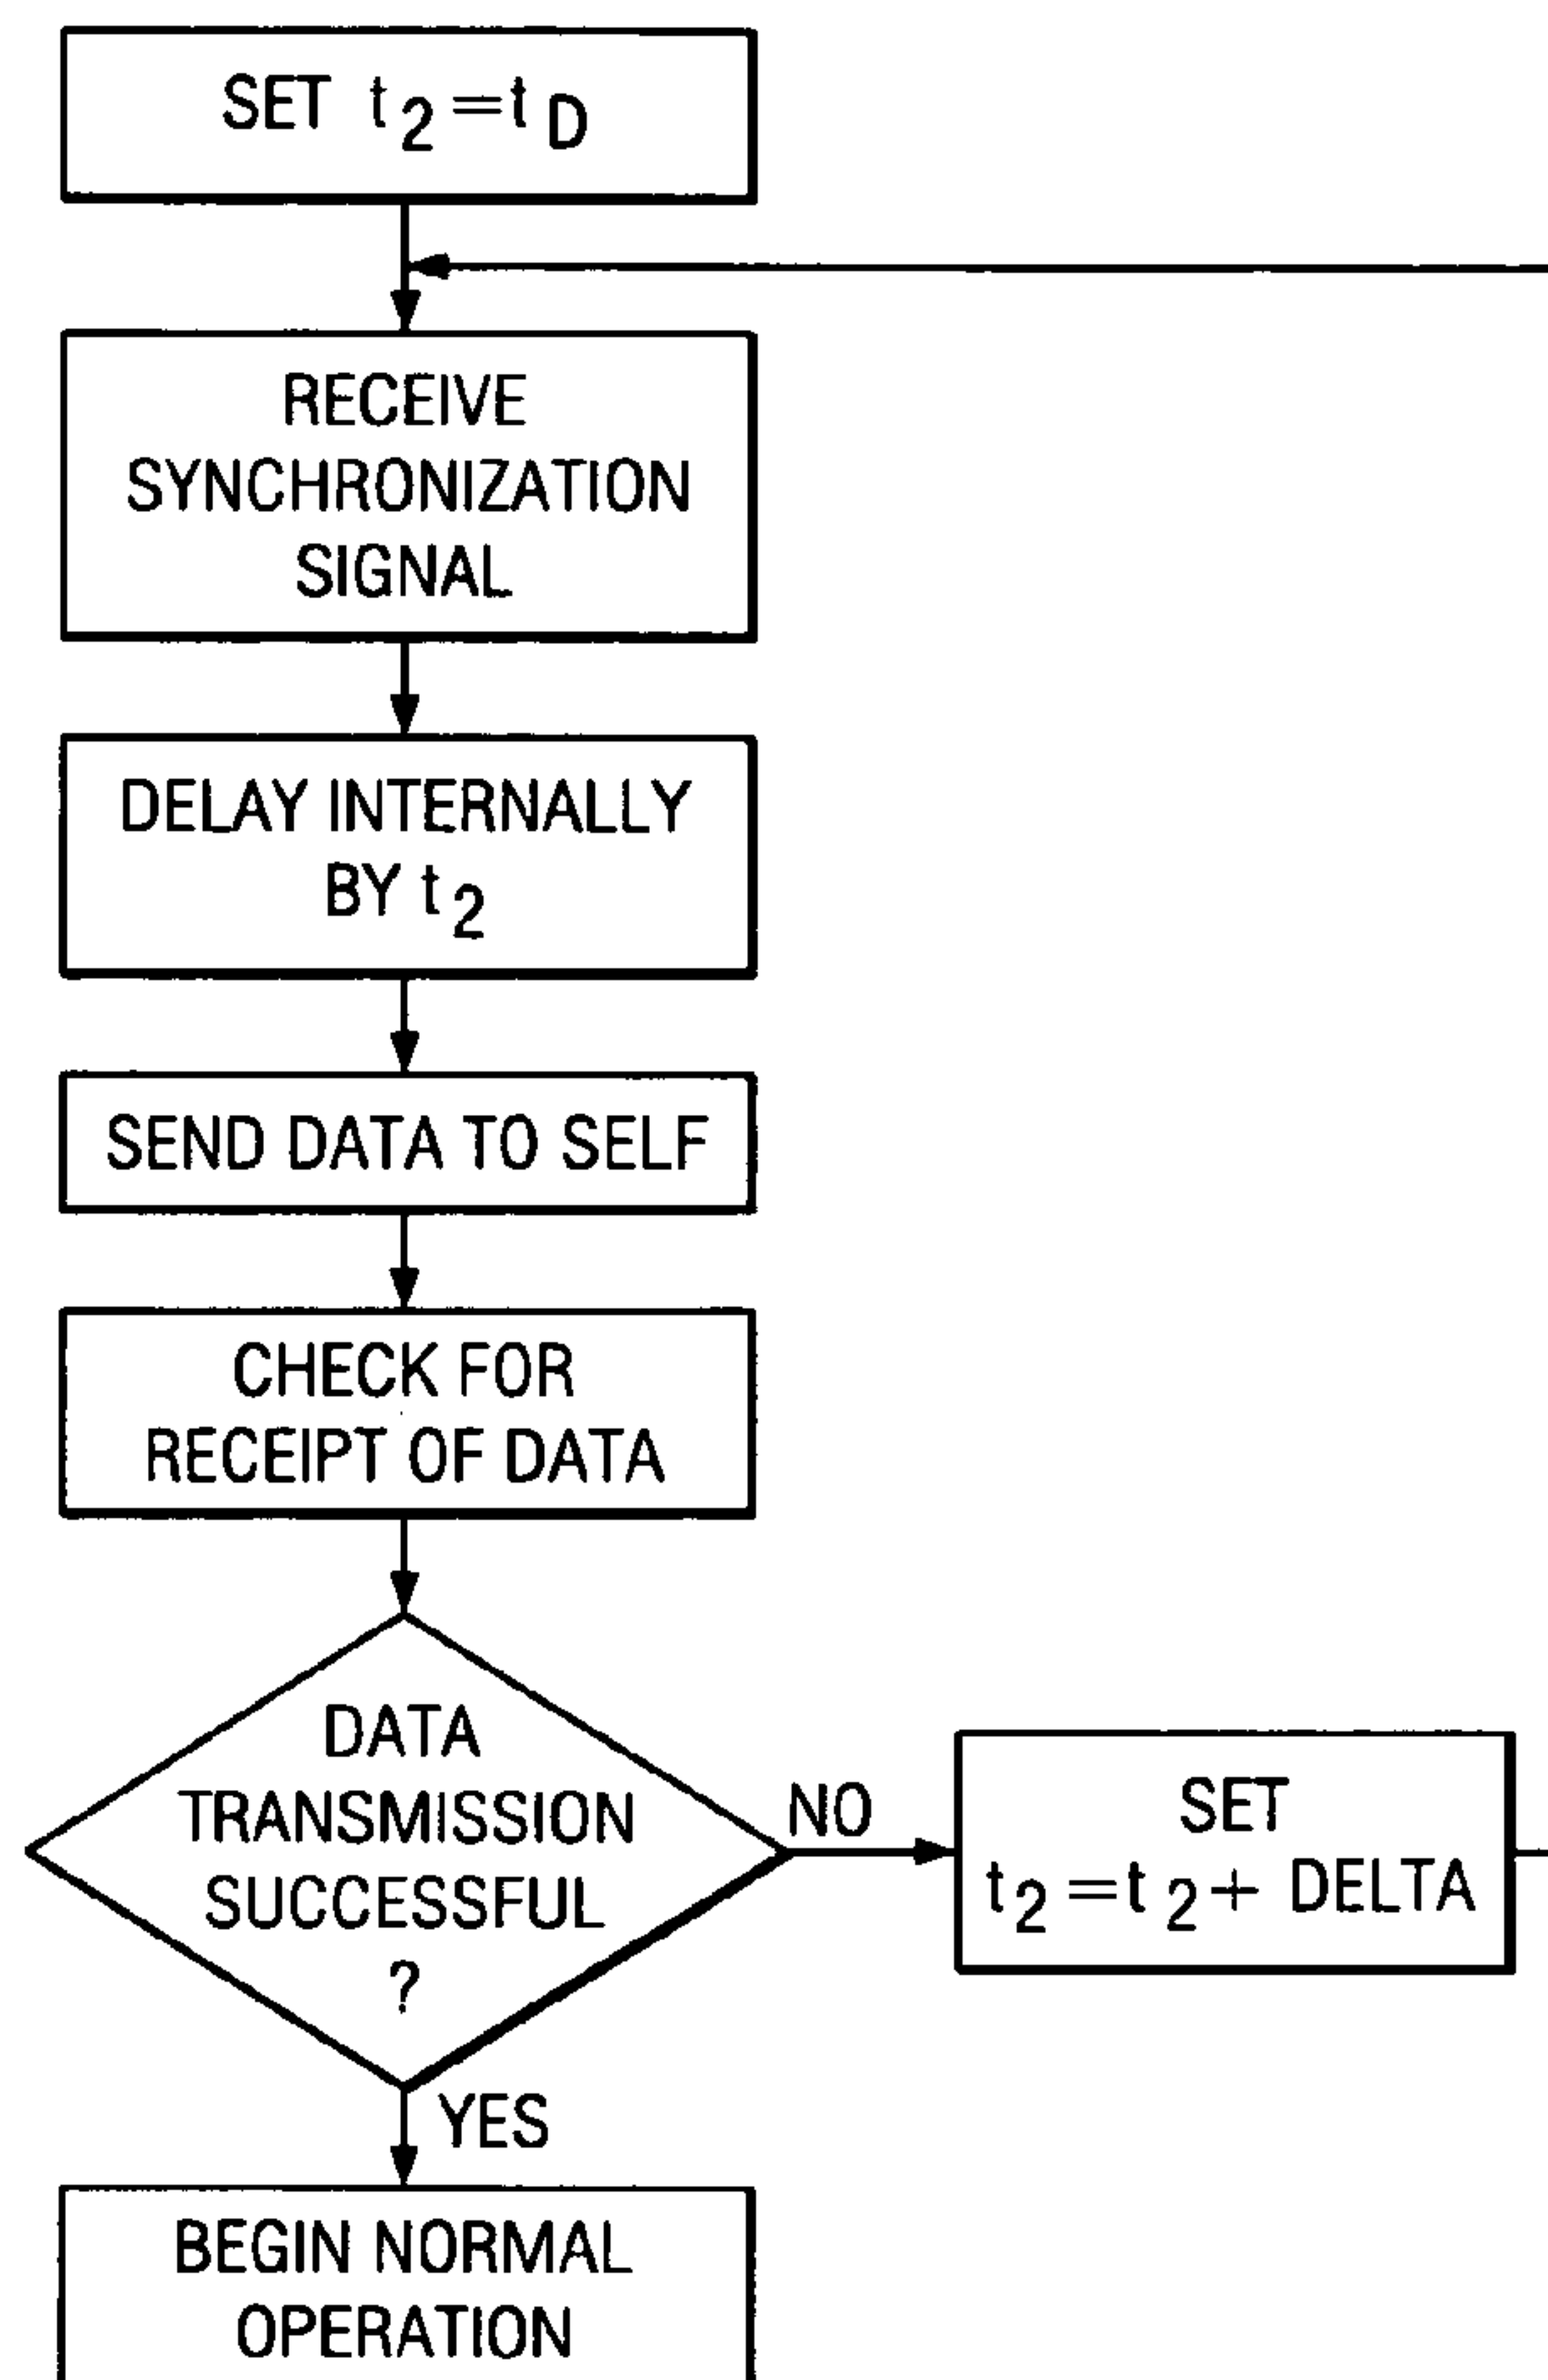 SET t2=tD
RECEIVE
SYNCHRONIZATION
SIGNAL
DELAY INTERNALLY
BY t2
SEND DATA TO SELF
CHECK FOR
RECEIPT OF DATA
DATA
TRANSMISSION
SUCCESSFUL
?
NO
SET
t2=t2+ DELTA
YES
BEGIN NORMAL
OPERATION